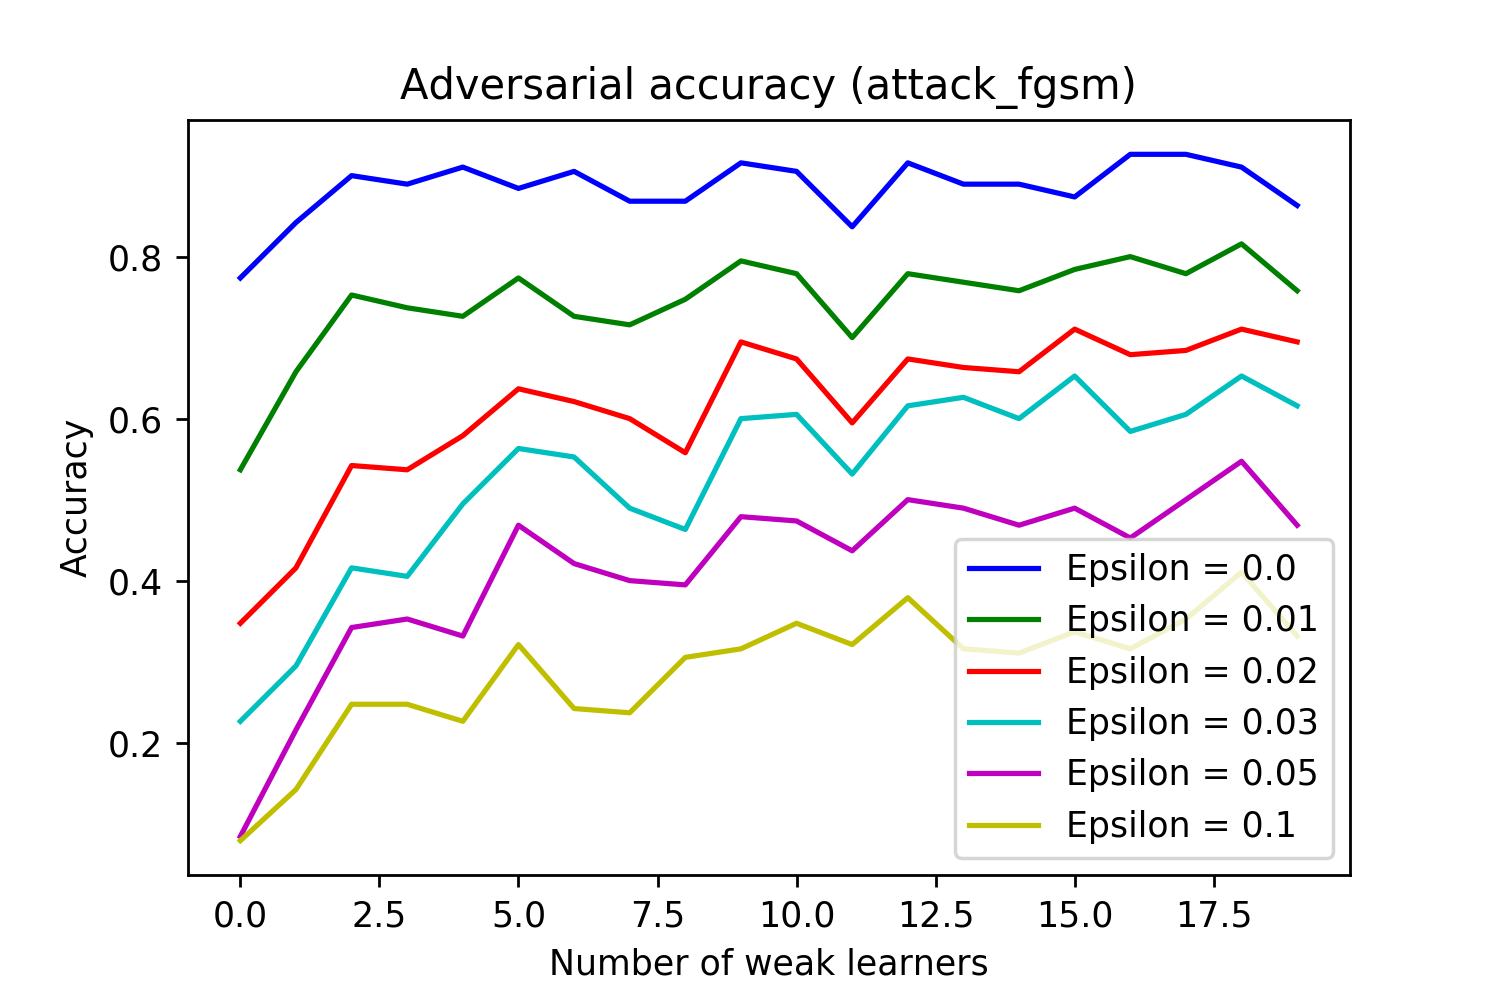 Adversarial accuracy (attack_fgsm)
Accuracy
0.8
0.6
0.4
0.2
Epsilon = 0.0
Epsilon = 0.01
Epsilon = 0.02
Epsilon = 0.03
Epsilon = 0.05
Epsilon = 0.1
0.0 2.5 5.0 7.5 10.0 12.5 15.0 17.5
Number of weak learners